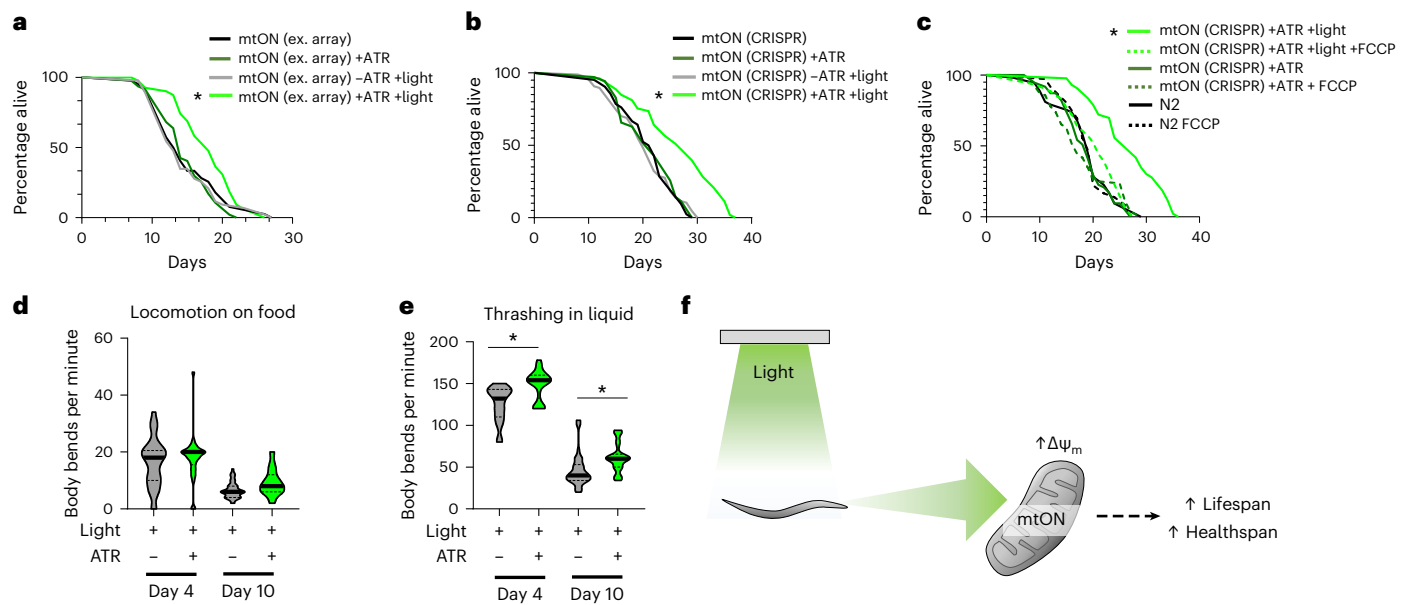 a
mtON (ex. array)
mtON (ex. array) +ATR
mtON (ex. array) –ATR +light
* mtON (ex. array) +ATR +light
Percentage alive
100
50
0
0 10 20 30
Days
b
mtON (CRISPR)
mtON (CRISPR) +ATR
mtON (CRISPR) –ATR +light
* mtON (CRISPR) +ATR +light
Percentage alive
100
50
0
0 10 20 30 40
Days
c
* mtON (CRISPR) +ATR +light
mtON (CRISPR) +ATR +light +FCCP
mtON (CRISPR) +ATR
mtON (CRISPR) +ATR + FCCP
N2
N2 FCCP
Percentage alive
100
50
0
0 10 20 30 40
Days
d
Locomotion on food
Body bends per minute
60
40
20
0
Light + + + +
ATR – + – +
Day 4 Day 10
e
Thrashing in liquid
Body bends per minute
200
150
100
50
0
* *
Light + + + +
ATR – + – +
Day 4 Day 10
f
Light
↑Δψm
mtON
↑ Lifespan
↑ Healthspan